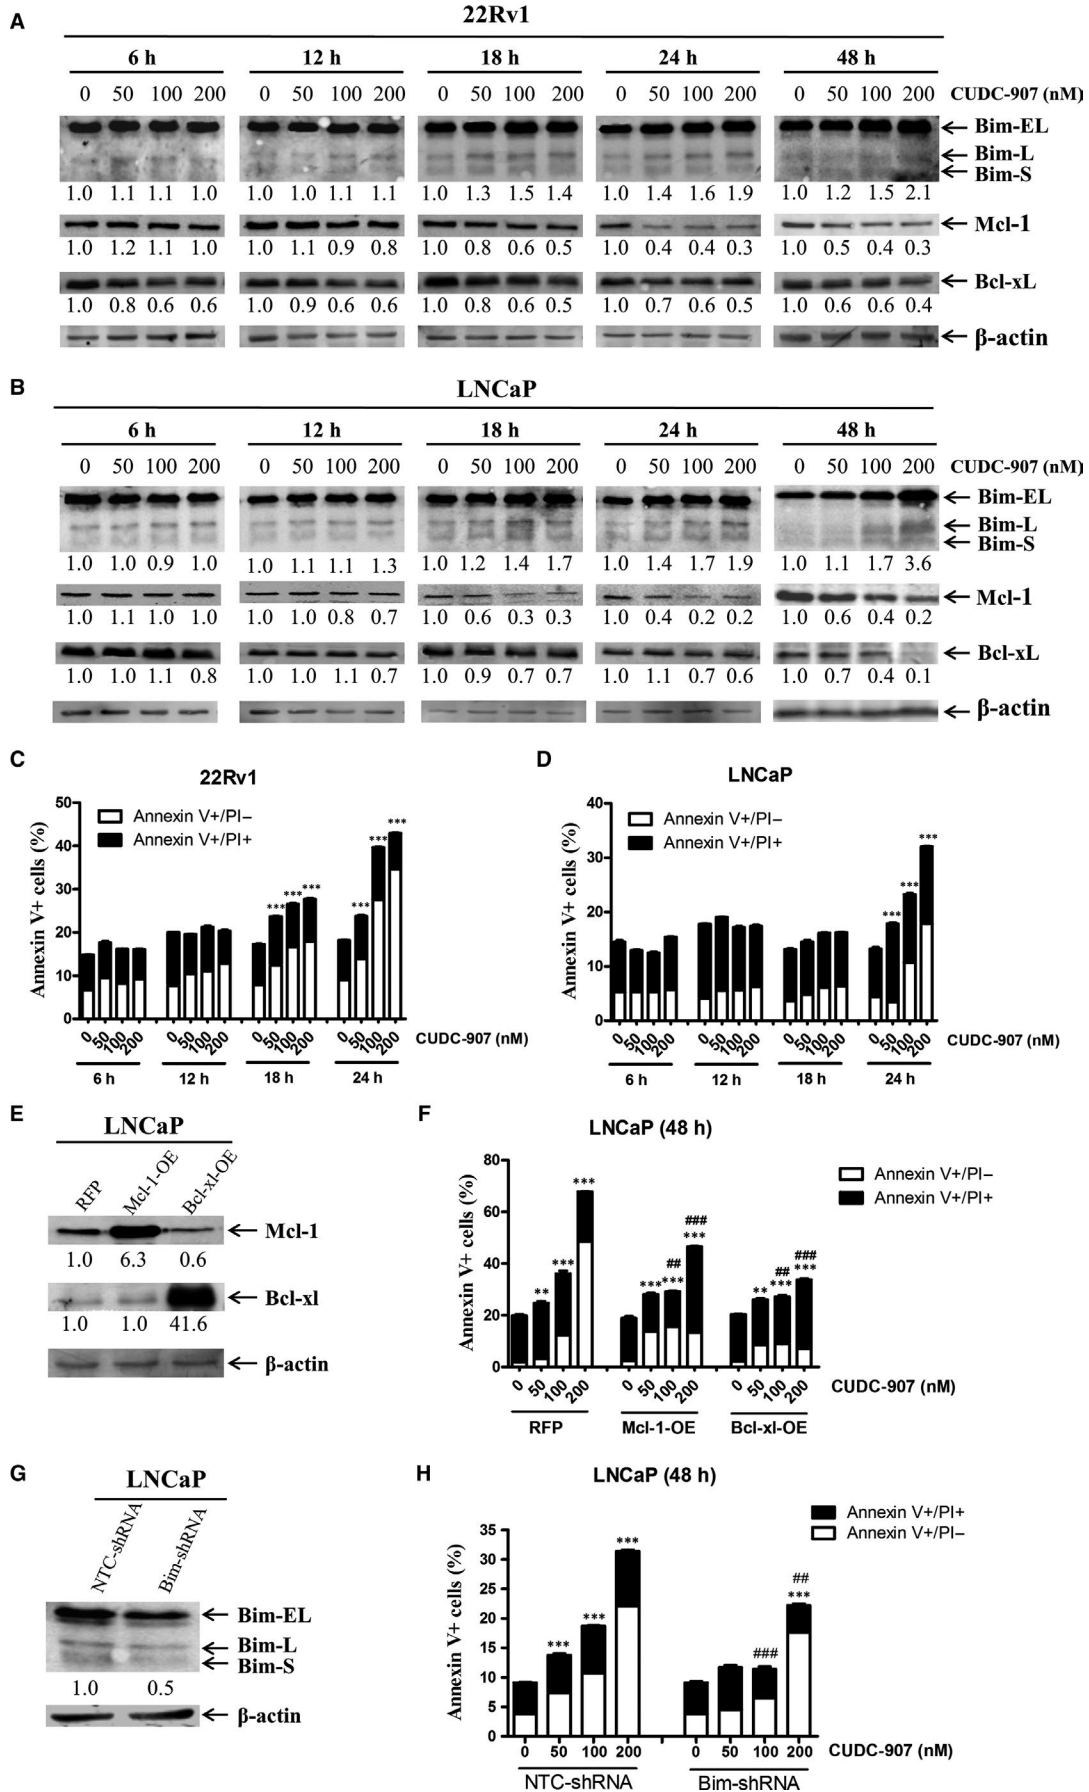 A
22Rv1
6 h 12 h 18 h 24 h 48 h
0 50 100 200 0 50 100 200 0 50 100 200 0 50 100 200 0 50 100 200 CUDC-907 (nM)
Bim-EL
Bim-L
Bim-S
1.0 1.1 1.1 1.0 1.0 1.0 1.1 1.1 1.0 1.3 1.5 1.4 1.0 1.4 1.6 1.9 1.0 1.2 1.5 2.1
Mcl-1
1.0 1.2 1.1 1.0 1.0 1.1 0.9 0.8 1.0 0.8 0.6 0.5 1.0 0.4 0.4 0.3 1.0 0.5 0.4 0.3
Bcl-xL
1.0 0.8 0.6 0.6 1.0 0.9 0.6 0.6 1.0 0.8 0.6 0.5 1.0 0.7 0.6 0.5 1.0 0.6 0.6 0.4
β-actin
B
LNCaP
6 h 12 h 18 h 24 h 48 h
0 50 100 200 0 50 100 200 0 50 100 200 0 50 100 200 0 50 100 200 CUDC-907 (nM)
Bim-EL
Bim-L
Bim-S
1.0 1.0 0.9 1.0 1.0 1.1 1.1 1.3 1.0 1.2 1.4 1.7 1.0 1.4 1.7 1.9 1.0 1.1 1.7 3.6
Mcl-1
1.0 1.1 1.0 1.0 1.0 1.0 0.8 0.7 1.0 0.6 0.3 0.3 1.0 0.4 0.2 0.2 1.0 0.6 0.4 0.2
Bcl-xL
1.0 1.0 1.1 0.8 1.0 1.0 1.1 0.7 1.0 0.9 0.7 0.7 1.0 1.1 0.7 0.6 1.0 0.7 0.4 0.1
β-actin
C
22Rv1
Annexin V+ cells (%)
50
40
30
20
10
0
Annexin V+/PI−
Annexin V+/PI+
*** *** *** *** *** ***
0 50 100 200 0 50 100 200 0 50 100 200 0 50 100 200 CUDC-907 (nM)
6 h 12 h 18 h 24 h
D
LNCaP
Annexin V+ cells (%)
40
30
20
10
0
Annexin V+/PI−
Annexin V+/PI+
*** *** ***
0 50 100 200 0 50 100 200 0 50 100 200 0 50 100 200 CUDC-907 (nM)
6 h 12 h 18 h 24 h
E
LNCaP
RFP Mcl-1-OE Bcl-xl-OE
Mcl-1
1.0 6.3 0.6
Bcl-xl
1.0 1.0 41.6
β-actin
F
LNCaP (48 h)
Annexin V+ cells (%)
80
60
40
20
0
Annexin V+/PI−
Annexin V+/PI+
** *** ***
*** ## *** ### ***
** ## *** ### ***
0 50 100 200 0 50 100 200 0 50 100 200 CUDC-907 (nM)
RFP Mcl-1-OE Bcl-xl-OE
G
LNCaP
NTC-shRNA Bim-shRNA
Bim-EL
Bim-L
Bim-S
1.0 0.5
β-actin
H
LNCaP (48 h)
Annexin V+ cells (%)
35
30
25
20
15
10
5
0
Annexin V+/PI+
Annexin V+/PI−
*** *** ***
### ## ***
0 50 100 200 0 50 100 200 CUDC-907 (nM)
NTC-shRNA Bim-shRNA